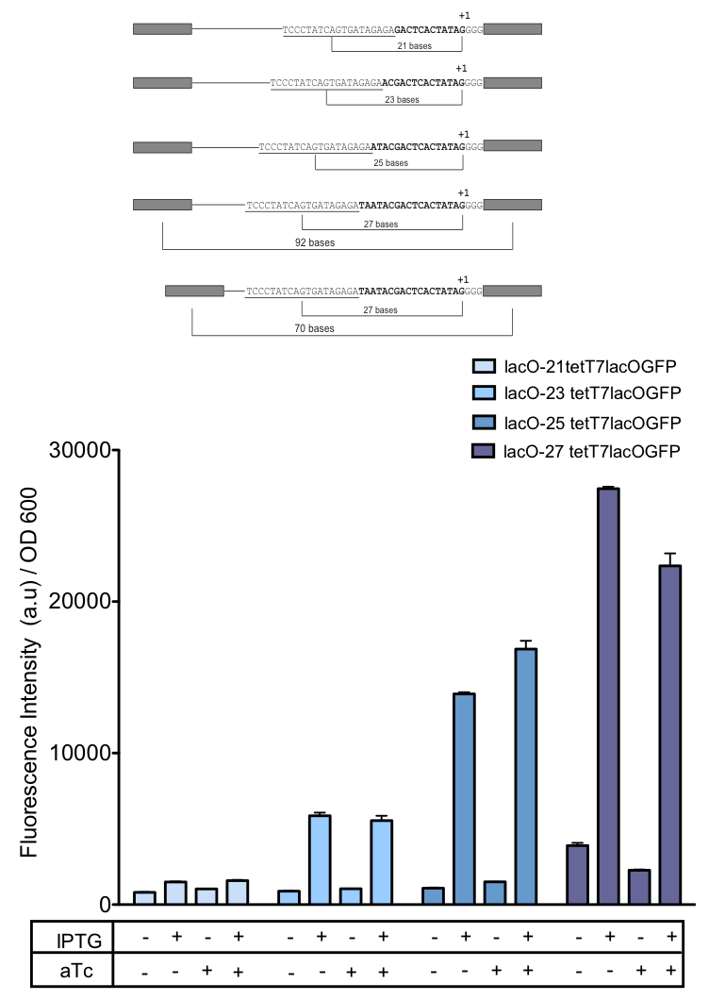 +1
TCCCTATCAGTGATAGAGAGACTCACTATAGGGG
21 bases
+1
TCCCTATCAGTGATAGAGAACGACTCACTATAGGGG
23 bases
+1
TCCCTATCAGTGATAGAGAATACGACTCACTATAGGGG
25 bases
+1
TCCCTATCAGTGATAGAGATAATACGACTCACTATAGGGG
27 bases
92 bases
+1
TCCCTATCAGTGATAGAGATAATACGACTCACTATAGGGG
27 bases
70 bases
lacO-21tetT7lacOGFP
lacO-23 tetT7lacOGFP
lacO-25 tetT7lacOGFP
lacO-27 tetT7lacOGFP
Fluorescence Intensity (a.u) / OD 600
30000
20000
10000
0
IPTG - + - + - + - + - + - + - + - +
aTc - - + + - - + + - - + + - - + +